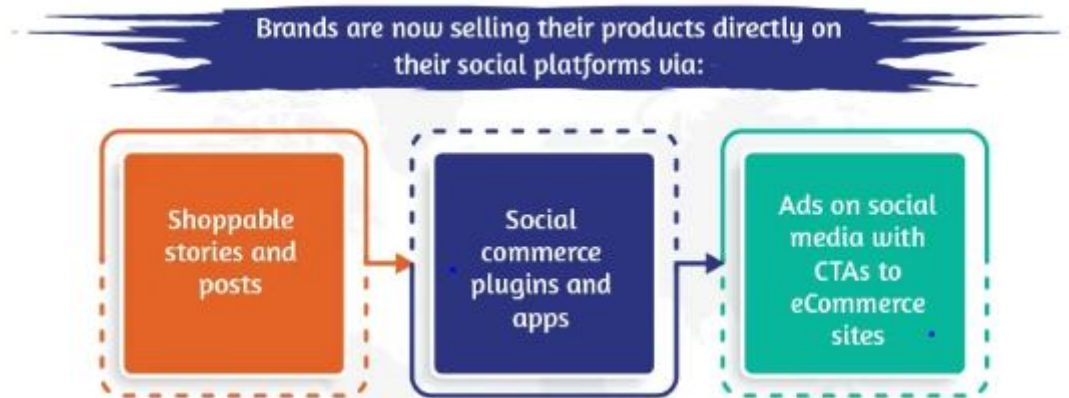 Brands are now selling their products directly on
their social platforms via:
Shoppable
stories and
posts
Social
commerce
plugins and
apps
Ads on social
media with
CTAs to
eCommerce
sites